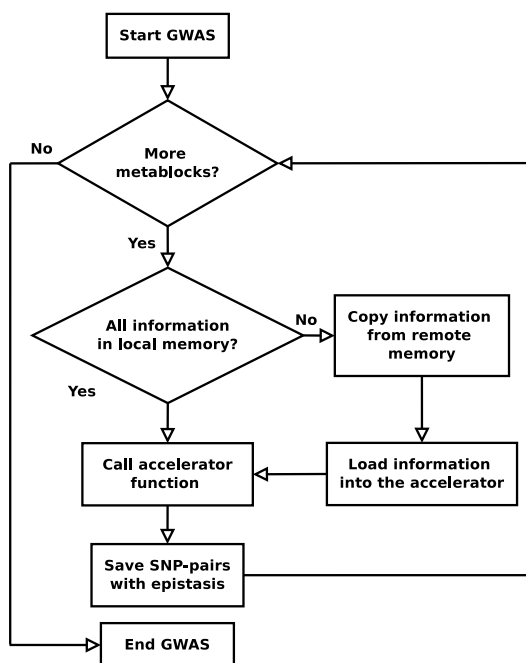 Start GWAS
No
More
metablocks?
Yes
All information
in local memory?
No
Copy information
from remote
memory
Yes
Call accelerator
function
Load information
into the accelerator
Save SNP-pairs
with epistasis
End GWAS